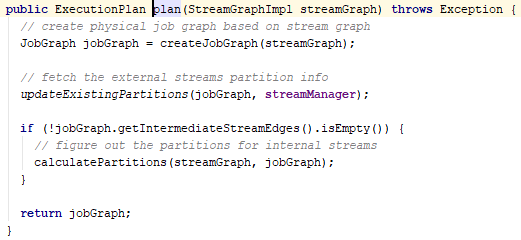 public ExecutionPlan plan(StreamGraphImpl streamGraph) throws Exception {
// create physical job graph based on stream graph
JobGraph jobGraph = createJobGraph(streamGraph);
// fetch the external streams partition info
updateExistingPartitions(jobGraph, streamManager);
if (!jobGraph.getIntermediateStreamEdges().isEmpty()) {
// figure out the partitions for internal streams
calculatePartitions(streamGraph, jobGraph);
}
return jobGraph;
}